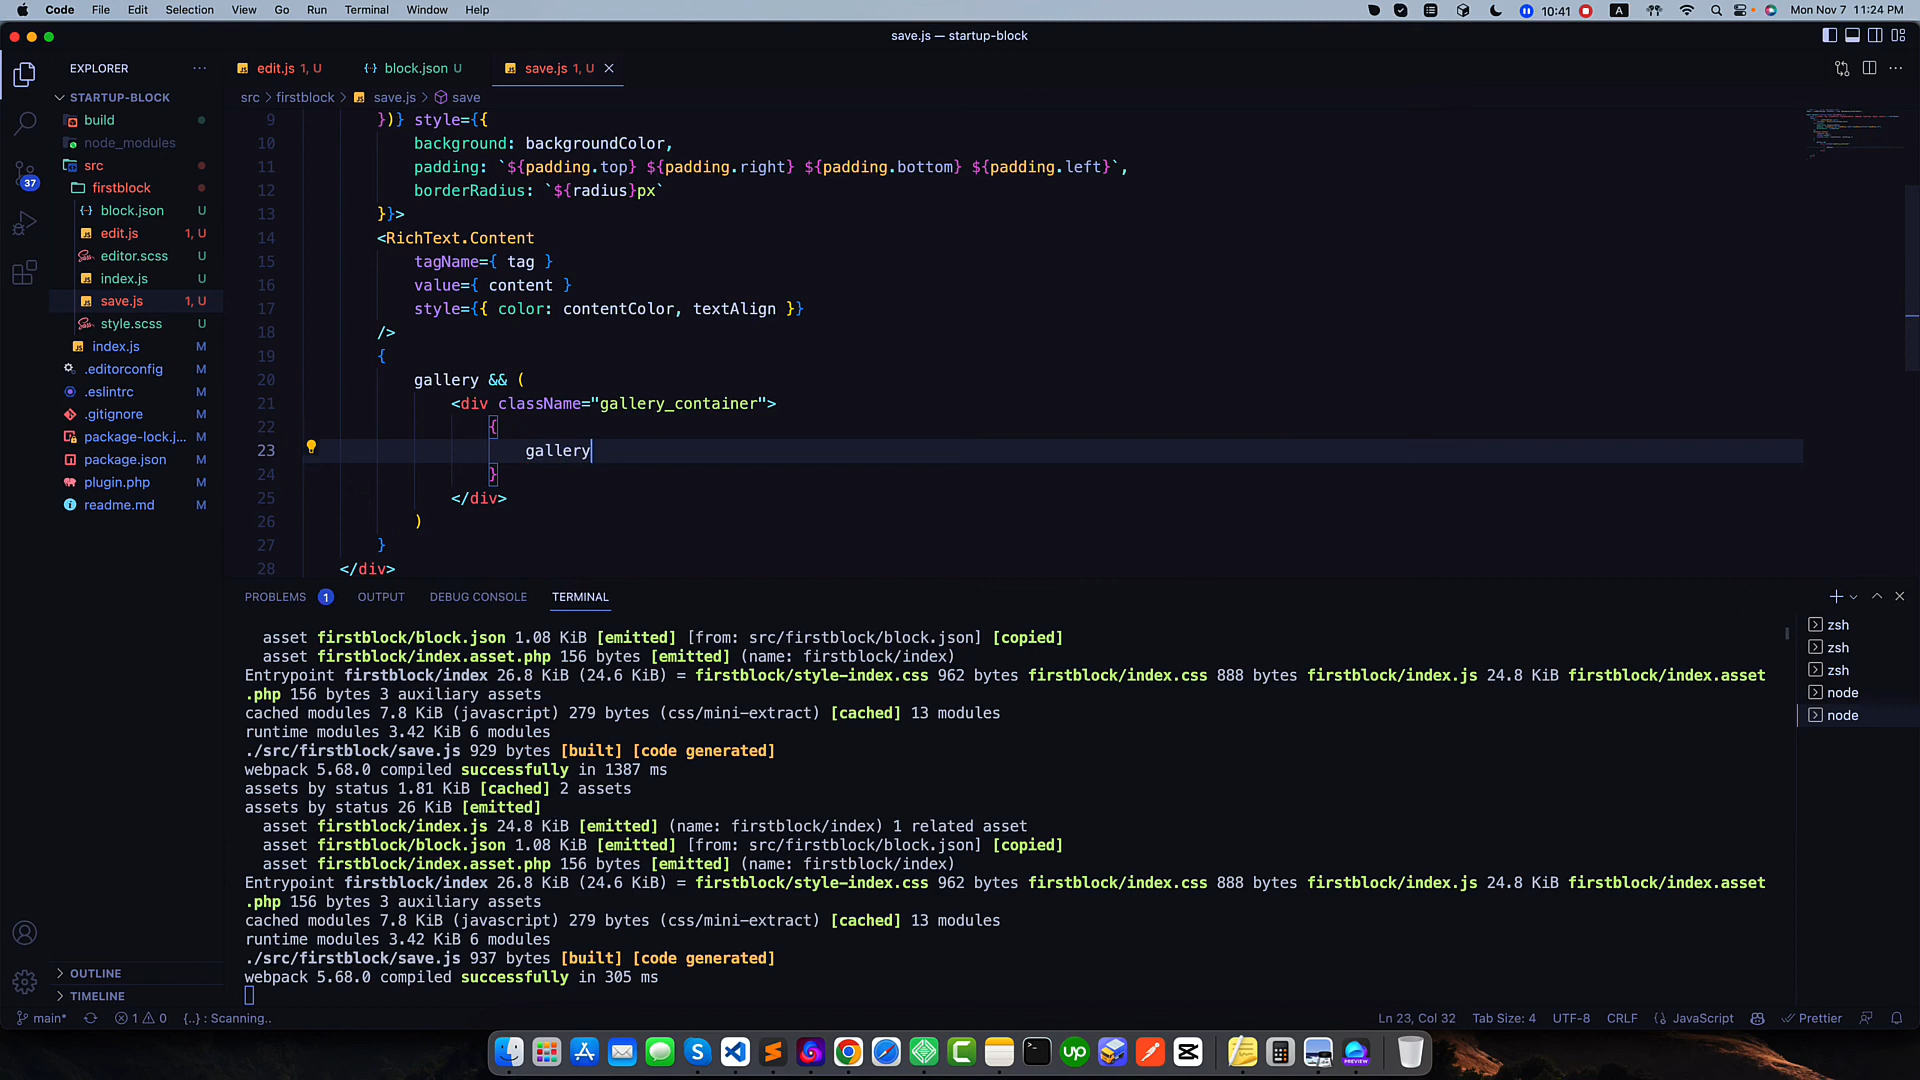 Code File Edit Selection View Go Run Terminal Window Help
10:41 A Mon Nov 7 11:24 PM
save.js — startup-block
EXPLORER
STARTUP-BLOCK
build
node_modules
src
firstblock
block.json U
edit.js 1, U
editor.scss U
index.js U
save.js 1, U
style.scss U
index.js M
.editorconfig M
.eslintrc M
.gitignore M
package-lock.j... M
package.json M
plugin.php M
readme.md M
37
OUTLINE
TIMELINE
edit.js 1, U block.json U save.js 1, U
src > firstblock > save.js > save
9 })} style={{
10 background: backgroundColor,
11 padding: `${padding.top} ${padding.right} ${padding.bottom} ${padding.left}`,
12 borderRadius: `${radius}px`
13 }}>
14 <RichText.Content
15 tagName={ tag }
16 value={ content }
17 style={{ color: contentColor, textAlign }}
18 />
19 {
20 gallery && (
21 <div className="gallery_container">
22 {
23 gallery
24 }
25 </div>
26 )
27 }
28 </div>
PROBLEMS 1 OUTPUT DEBUG CONSOLE TERMINAL
asset firstblock/block.json 1.08 KiB [emitted] [from: src/firstblock/block.json] [copied]
asset firstblock/index.asset.php 156 bytes [emitted] (name: firstblock/index)
Entrypoint firstblock/index 26.8 KiB (24.6 KiB) = firstblock/style-index.css 962 bytes firstblock/index.css 888 bytes firstblock/index.js 24.8 KiB firstblock/index.asset
.php 156 bytes 3 auxiliary assets
cached modules 7.8 KiB (javascript) 279 bytes (css/mini-extract) [cached] 13 modules
runtime modules 3.42 KiB 6 modules
./src/firstblock/save.js 929 bytes [built] [code generated]
webpack 5.68.0 compiled successfully in 1387 ms
assets by status 1.81 KiB [cached] 2 assets
assets by status 26 KiB [emitted]
asset firstblock/index.js 24.8 KiB [emitted] (name: firstblock/index) 1 related asset
asset firstblock/block.json 1.08 KiB [emitted] [from: src/firstblock/block.json] [copied]
asset firstblock/index.asset.php 156 bytes [emitted] (name: firstblock/index)
Entrypoint firstblock/index 26.8 KiB (24.6 KiB) = firstblock/style-index.css 962 bytes firstblock/index.css 888 bytes firstblock/index.js 24.8 KiB firstblock/index.asset
.php 156 bytes 3 auxiliary assets
cached modules 7.8 KiB (javascript) 279 bytes (css/mini-extract) [cached] 13 modules
runtime modules 3.42 KiB 6 modules
./src/firstblock/save.js 937 bytes [built] [code generated]
webpack 5.68.0 compiled successfully in 305 ms
zsh
zsh
zsh
node
node
main* 1 0 {..} : Scanning.. Ln 23, Col 32 Tab Size: 4 UTF-8 CRLF JavaScript Prettier
up
PREVIEW